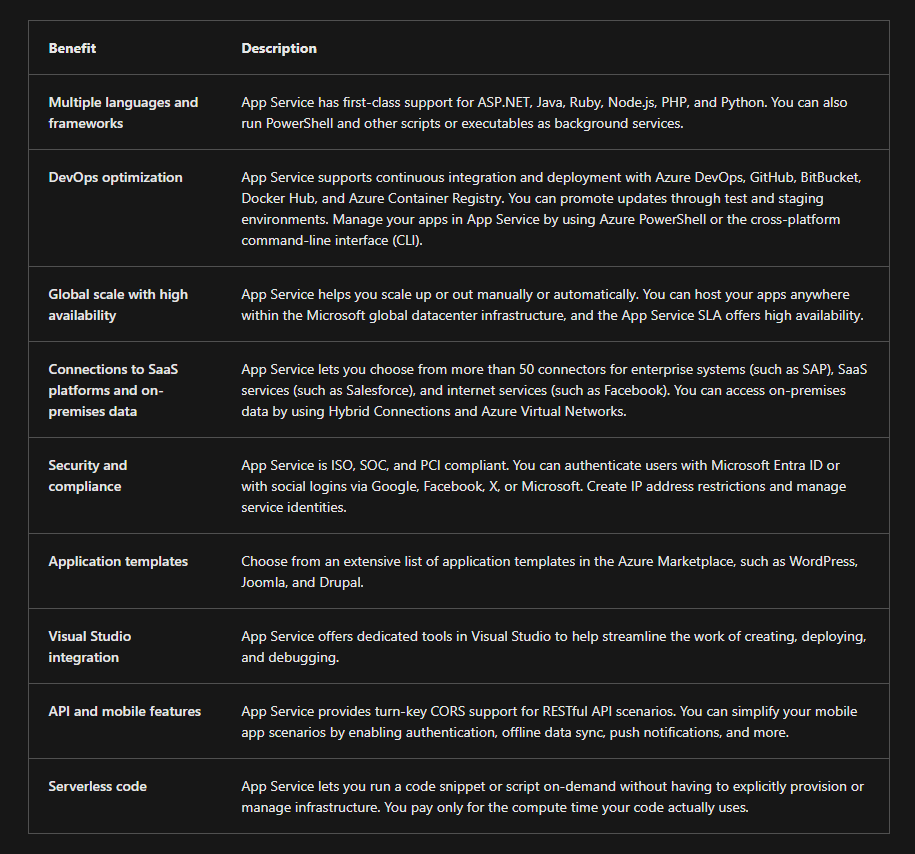 Benefit Description
Multiple languages and frameworks
App Service has first-class support for ASP.NET, Java, Ruby, Node.js, PHP, and Python. You can also
run PowerShell and other scripts or executables as background services.
DevOps optimization
App Service supports continuous integration and deployment with Azure DevOps, GitHub, BitBucket,
Docker Hub, and Azure Container Registry. You can promote updates through test and staging
environments. Manage your apps in App Service by using Azure PowerShell or the cross-platform
command-line interface (CLI).
Global scale with high
availability
App Service helps you scale up or out manually or automatically. You can host your apps anywhere
within the Microsoft global datacenter infrastructure, and the App Service SLA offers high availability.
Connections to SaaS
platforms and on-
premises data
App Service lets you choose from more than 50 connectors for enterprise systems (such as SAP), SaaS
services (such as Salesforce), and internet services (such as Facebook). You can access on-premises
data by using Hybrid Connections and Azure Virtual Networks.
Security and
compliance
App Service is ISO, SOC, and PCI compliant. You can authenticate users with Microsoft Entra ID or
with social logins via Google, Facebook, X, or Microsoft. Create IP address restrictions and manage
service identities.
Application templates
Choose from an extensive list of application templates in the Azure Marketplace, such as WordPress,
Joomla, and Drupal.
Visual Studio
integration
App Service offers dedicated tools in Visual Studio to help streamline the work of creating, deploying,
and debugging.
API and mobile features
App Service provides turn-key CORS support for RESTful API scenarios. You can simplify your mobile
app scenarios by enabling authentication, offline data sync, push notifications, and more.
Serverless code
App Service lets you run a code snippet or script on-demand without having to explicitly provision or
manage infrastructure. You pay only for the compute time your code actually uses.